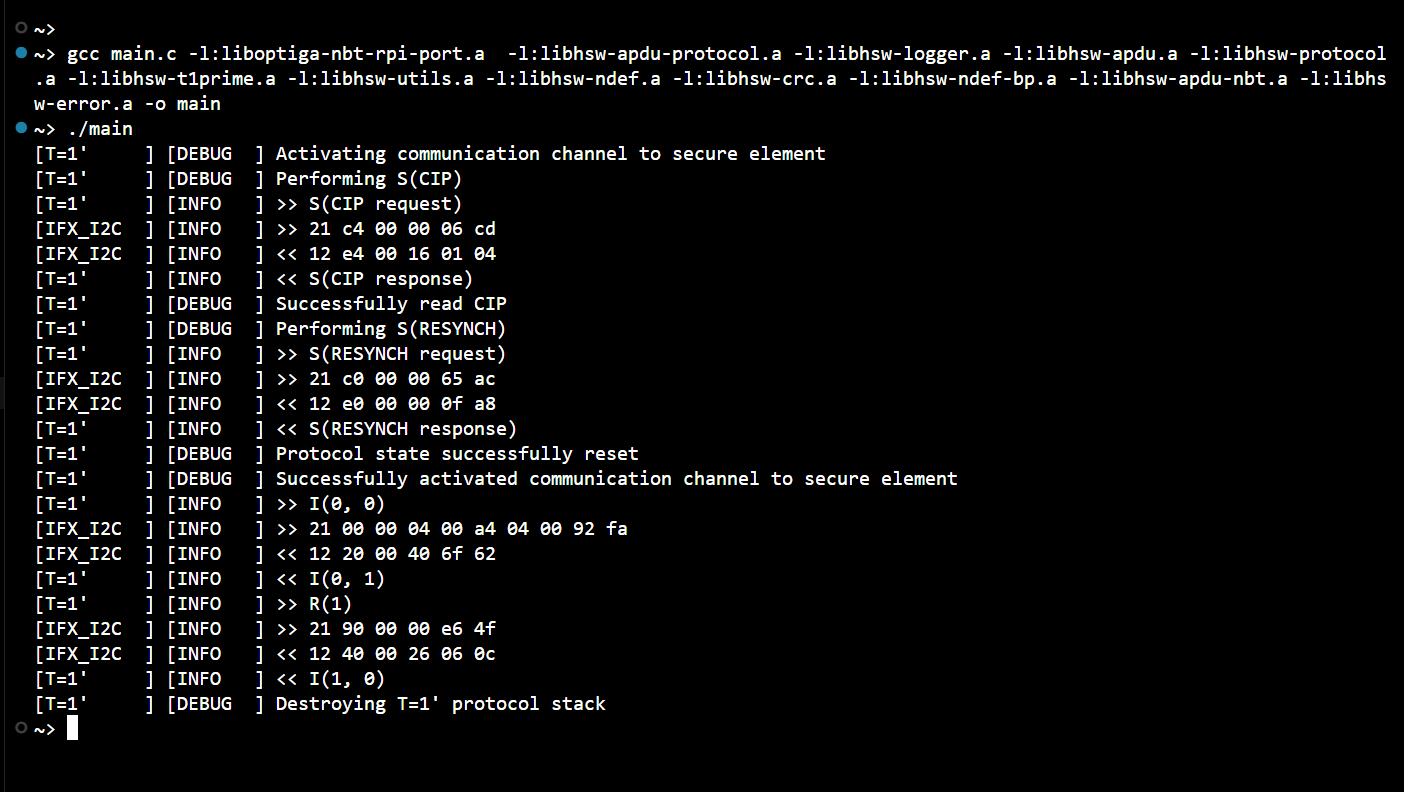 ~>
~> gcc main.c -l:liboptiga-nbt-rpi-port.a  -l:libhsw-apdu-protocol.a -l:libhsw-logger.a -l:libhsw-apdu.a -l:libhsw-protocol
.a -l:libhsw-t1prime.a -l:libhsw-utils.a -l:libhsw-ndef.a -l:libhsw-crc.a -l:libhsw-ndef-bp.a -l:libhsw-apdu-nbt.a -l:libhs
w-error.a -o main
~> ./main
[T=1'     ] [DEBUG  ] Activating communication channel to secure element
[T=1'     ] [DEBUG  ] Performing S(CIP)
[T=1'     ] [INFO   ] >> S(CIP request)
[IFX_I2C  ] [INFO   ] >> 21 c4 00 00 06 cd
[IFX_I2C  ] [INFO   ] << 12 e4 00 16 01 04
[T=1'     ] [INFO   ] << S(CIP response)
[T=1'     ] [DEBUG  ] Successfully read CIP
[T=1'     ] [DEBUG  ] Performing S(RESYNCH)
[T=1'     ] [INFO   ] >> S(RESYNCH request)
[IFX_I2C  ] [INFO   ] >> 21 c0 00 00 65 ac
[IFX_I2C  ] [INFO   ] << 12 e0 00 00 0f a8
[T=1'     ] [INFO   ] << S(RESYNCH response)
[T=1'     ] [DEBUG  ] Protocol state successfully reset
[T=1'     ] [DEBUG  ] Successfully activated communication channel to secure element
[T=1'     ] [INFO   ] >> I(0, 0)
[IFX_I2C  ] [INFO   ] >> 21 00 00 04 00 a4 04 00 92 fa
[IFX_I2C  ] [INFO   ] << 12 20 00 40 6f 62
[T=1'     ] [INFO   ] << I(0, 1)
[T=1'     ] [INFO   ] >> R(1)
[IFX_I2C  ] [INFO   ] >> 21 90 00 00 e6 4f
[IFX_I2C  ] [INFO   ] << 12 40 00 26 06 0c
[T=1'     ] [INFO   ] << I(1, 0)
[T=1'     ] [DEBUG  ] Destroying T=1' protocol stack
~>